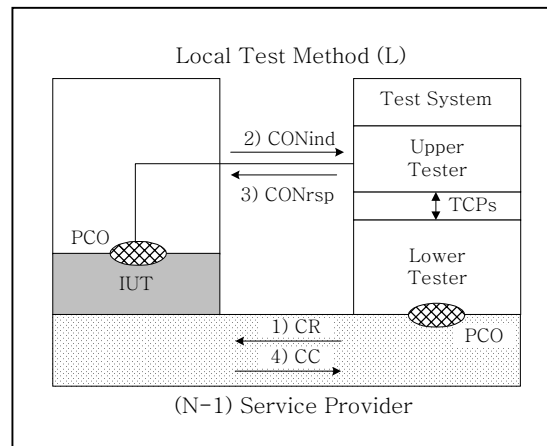 Local Test Method (L)
Test System
2) CONind
Upper
Tester
3) CONrsp
TCPs
PCO
Lower
Tester
IUT
1) CR
PCO
4) CC
(N-1) Service Provider